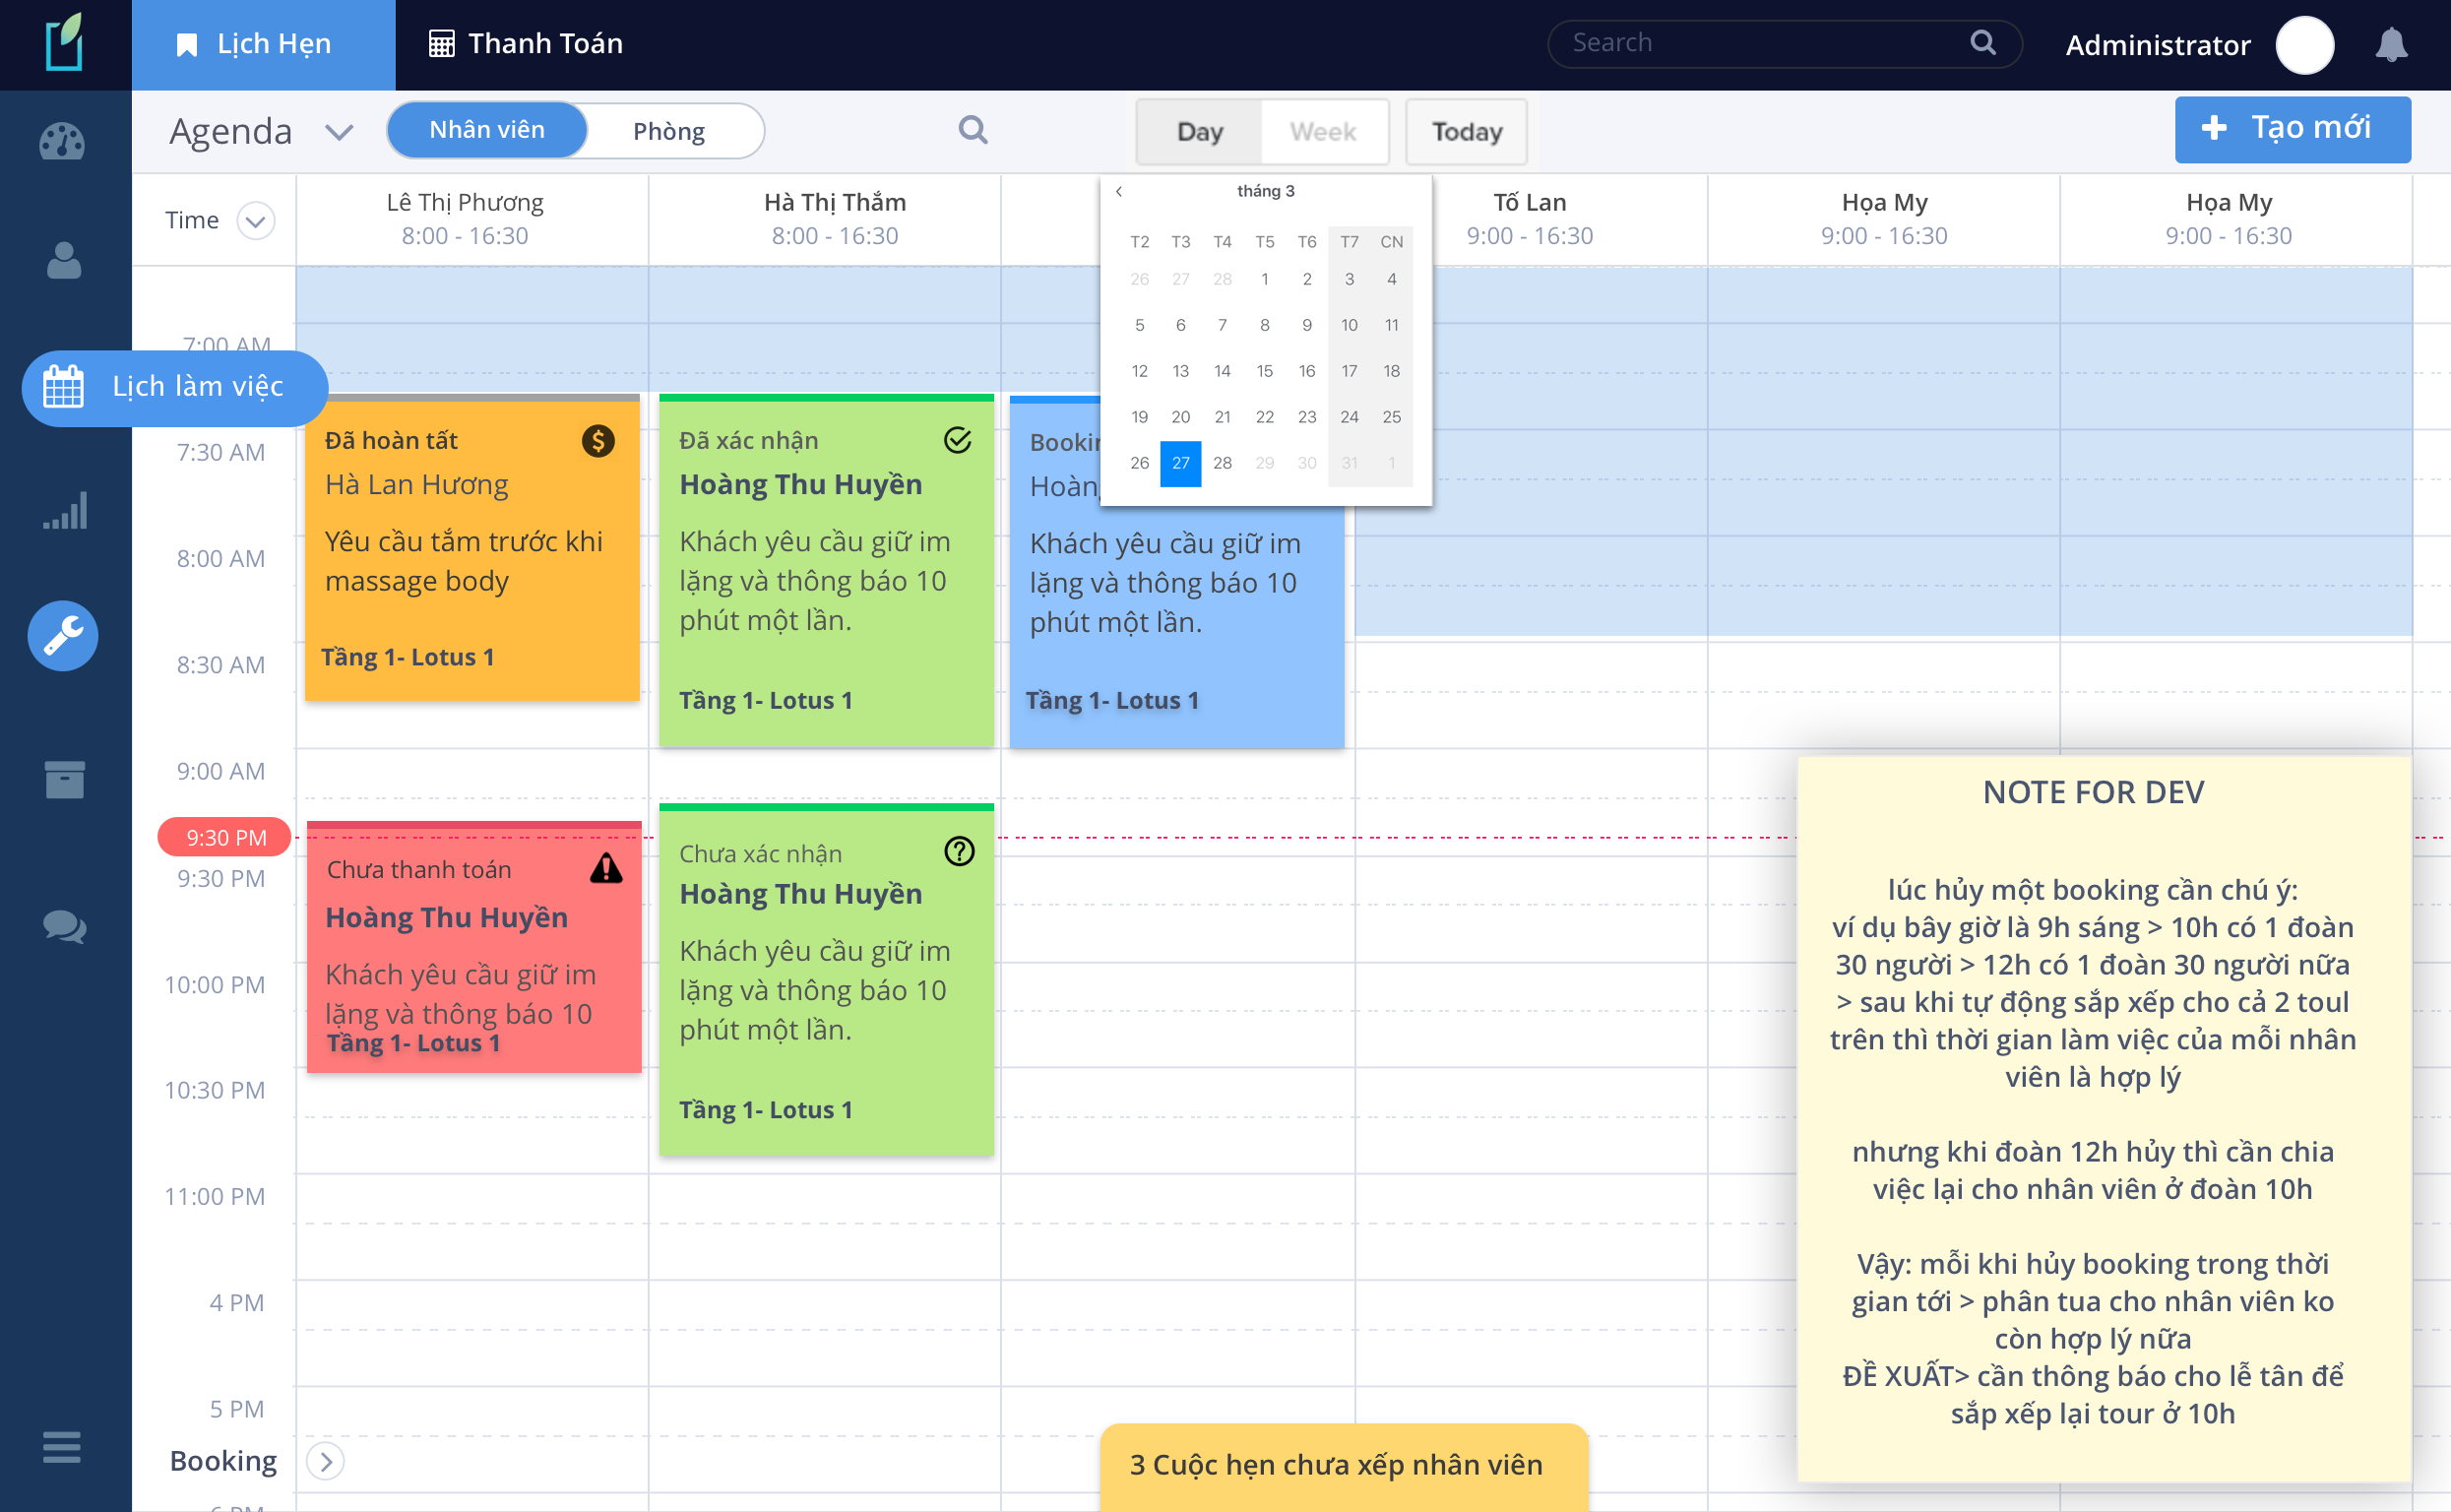 Lịch Hẹn
Thanh Toán
Search
Administrator
Agenda
Nhân viên
Phòng
Day
Week
Today
Tạo mới
Time
Lê Thị Phương
8:00 - 16:30
Hà Thị Thắm
8:00 - 16:30
Tố Lan
9:00 - 16:30
Họa My
9:00 - 16:30
Họa My
9:00 - 16:30
tháng 3
T2 T3 T4 T5 T6 T7 CN
26 27 28 1 2 3 4
5 6 7 8 9 10 11
12 13 14 15 16 17 18
19 20 21 22 23 24 25
26 27 28 29 30 31 1
Lịch làm việc
7:00 AM
7:30 AM
8:00 AM
8:30 AM
9:00 AM
9:30 PM
9:30 PM
10:00 PM
10:30 PM
11:00 PM
4 PM
5 PM
Booking
Đã hoàn tất
Hà Lan Hương
Yêu cầu tắm trước khi
massage body
Tầng 1- Lotus 1
Đã xác nhận
Hoàng Thu Huyền
Khách yêu cầu giữ im
lặng và thông báo 10
phút một lần.
Tầng 1- Lotus 1
Khách yêu cầu giữ im
lặng và thông báo 10
phút một lần.
Tầng 1- Lotus 1
Chưa thanh toán
Hoàng Thu Huyền
Khách yêu cầu giữ im
lặng và thông báo 10
Tầng 1- Lotus 1
Chưa xác nhận
Hoàng Thu Huyền
Khách yêu cầu giữ im
lặng và thông báo 10
phút một lần.
Tầng 1- Lotus 1
NOTE FOR DEV
lúc hủy một booking cần chú ý:
ví dụ bây giờ là 9h sáng > 10h có 1 đoàn
30 người > 12h có 1 đoàn 30 người nữa
> sau khi tự động sắp xếp cho cả 2 toul
trên thì thời gian làm việc của mỗi nhân
viên là hợp lý
nhưng khi đoàn 12h hủy thì cần chia
việc lại cho nhân viên ở đoàn 10h
Vậy: mỗi khi hủy booking trong thời
gian tới > phân tua cho nhân viên ko
còn hợp lý nữa
ĐỀ XUẤT> cần thông báo cho lễ tân để
sắp xếp lại tour ở 10h
3 Cuộc hẹn chưa xếp nhân viên